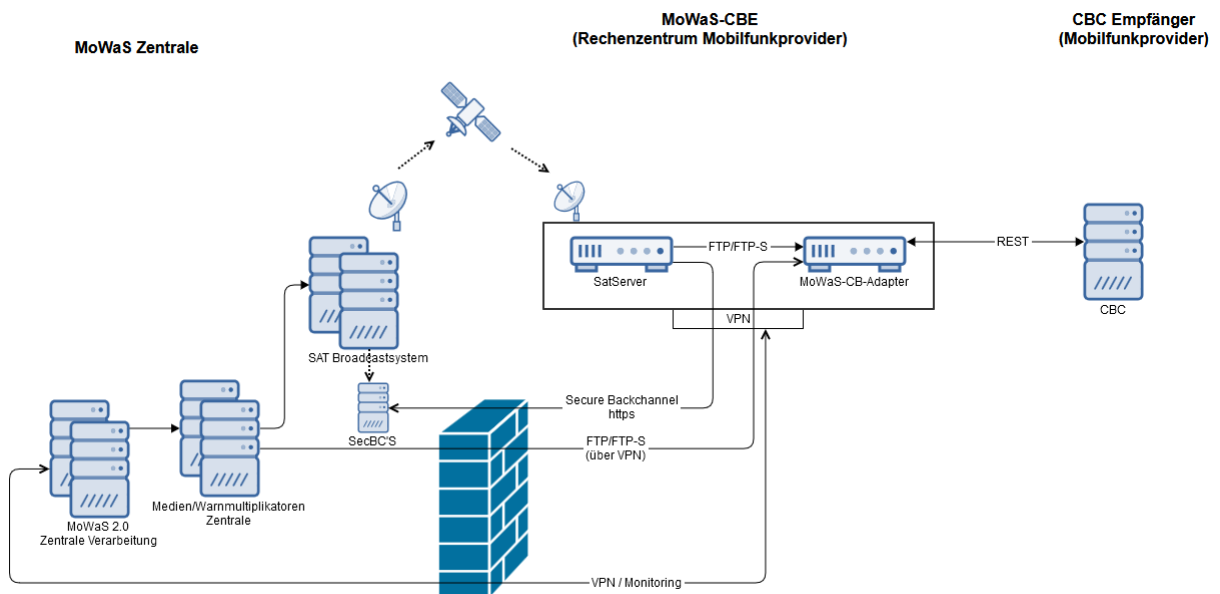 MoWaS Zentrale
MoWaS-CBE
(Rechenzentrum Mobilfunkprovider)
CBC Empfänger
(Mobilfunkprovider)
FTP/FTP-S
REST
SatServer
MoWaS-CB-Adapter
CBC
VPN
SAT Broadcastsystem
Secure Backchannel
https
SecBC'S
FTP/FTP-S
(über VPN)
Medien/Warnmultiplikatoren
Zentrale
MoWaS 2.0
Zentrale Verarbeitung
VPN / Monitoring